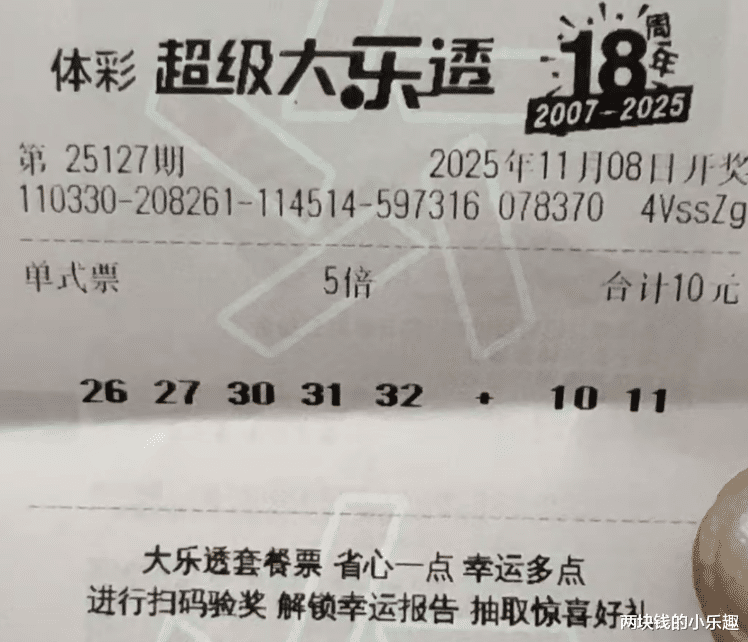 体彩 超级大乐透 18周年
2007-2025
第 25127期 2025年11月08日开奖
110330-208261-114514-597316 078370 4VssZg
单式票 5倍 合计10元
26 27 30 31 32 + 10 11
大乐透套餐票 省心一点 幸运多点
进行扫码验奖 解锁幸运报告 抽取惊喜好礼
两块钱的小乐趣